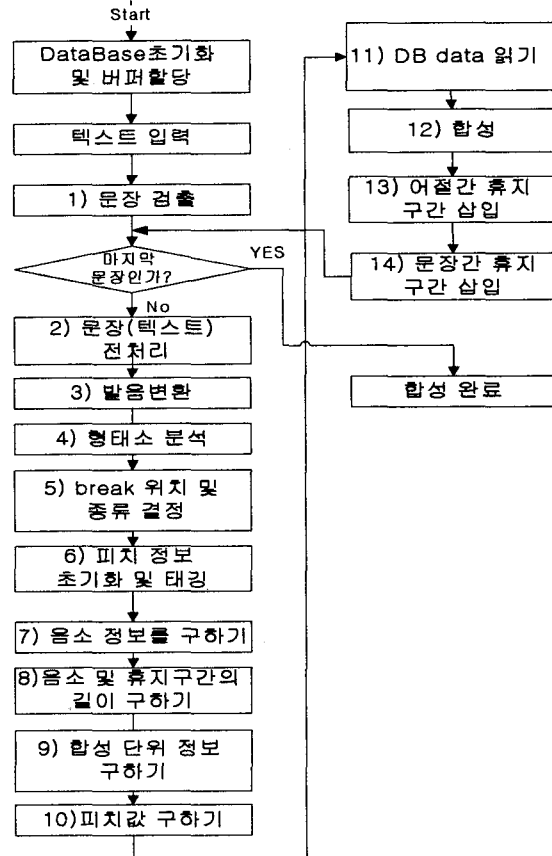 Start
DataBase초기화
및 버퍼할당
텍스트 입력
1) 문장 검출
마지막
문장인가?
YES
No
2) 문장(텍스트)
전처리
3) 발음변환
4) 형태소 분석
5) break 위치 및
종류 결정
6) 피치 정보
초기화 및 태깅
7) 음소 정보를 구하기
8)음소 및 휴지구간의
길이 구하기
9) 합성 단위 정보
구하기
10)피치값 구하기
11) DB data 읽기
12) 합성
13) 어절간 휴지
구간 삽입
14) 문장간 휴지
구간 삽입
합성 완료